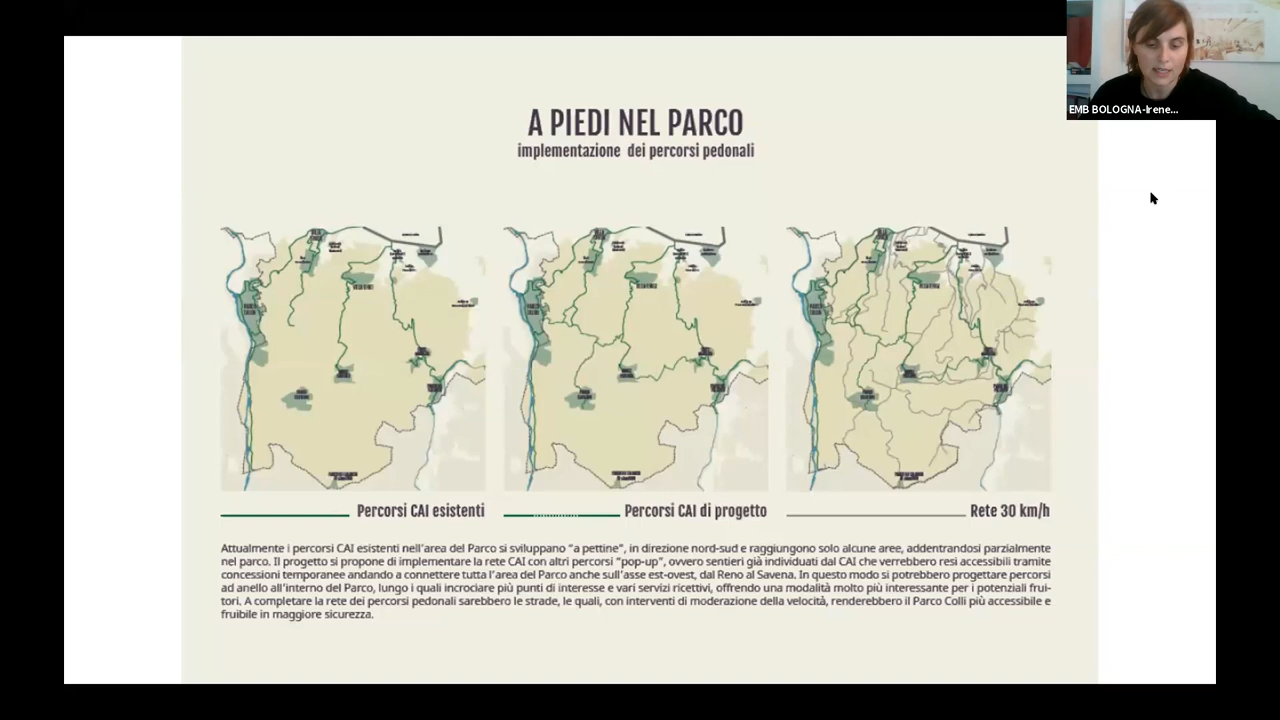 EMB BOLOGNA-Irene...
A PIEDI NEL PARCO
implementazione dei percorsi pedonali
Percorsi CAI esistenti
Percorsi CAI di progetto
Rete 30 km/h
Attualmente i percorsi CAI esistenti nell'area del Parco si sviluppano "a pettine", in direzione nord-sud e raggiungono solo alcune aree, addentrandosi parzialmente
nel parco. Il progetto si propone di implementare la rete CAI con altri percorsi "pop-up", ovvero sentieri già individuati dal CAI che verrebbero resi accessibili tramite
concessioni temporanee andando a connettere tutta l'area del Parco anche sull'asse est-ovest, dal Reno al Savena. In questo modo si potrebbero progettare percorsi
ad anello all'interno del Parco, lungo i quali incrociare più punti di interesse e vari servizi ricettivi, offrendo una modalità molto più interessante per i potenziali frui-
tori. A completare la rete dei percorsi pedonali sarebbero le strade, le quali, con interventi di moderazione della velocità, renderebbero il Parco Colli più accessibile e
fruibile in maggiore sicurezza.